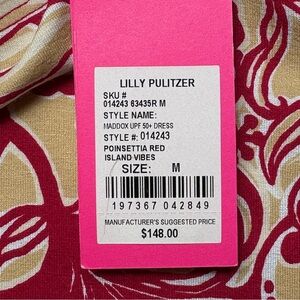 LILLY PULITZER
SKU #
014243 63435R M
STYLE NAME:
MADDOX UPF 50+ DRESS
STYLE #: 014243
POINSETTIA RED
ISLAND VIBES
SIZE: M
197367 042849
MANUFACTURER'S SUGGESTED PRICE
$148.00